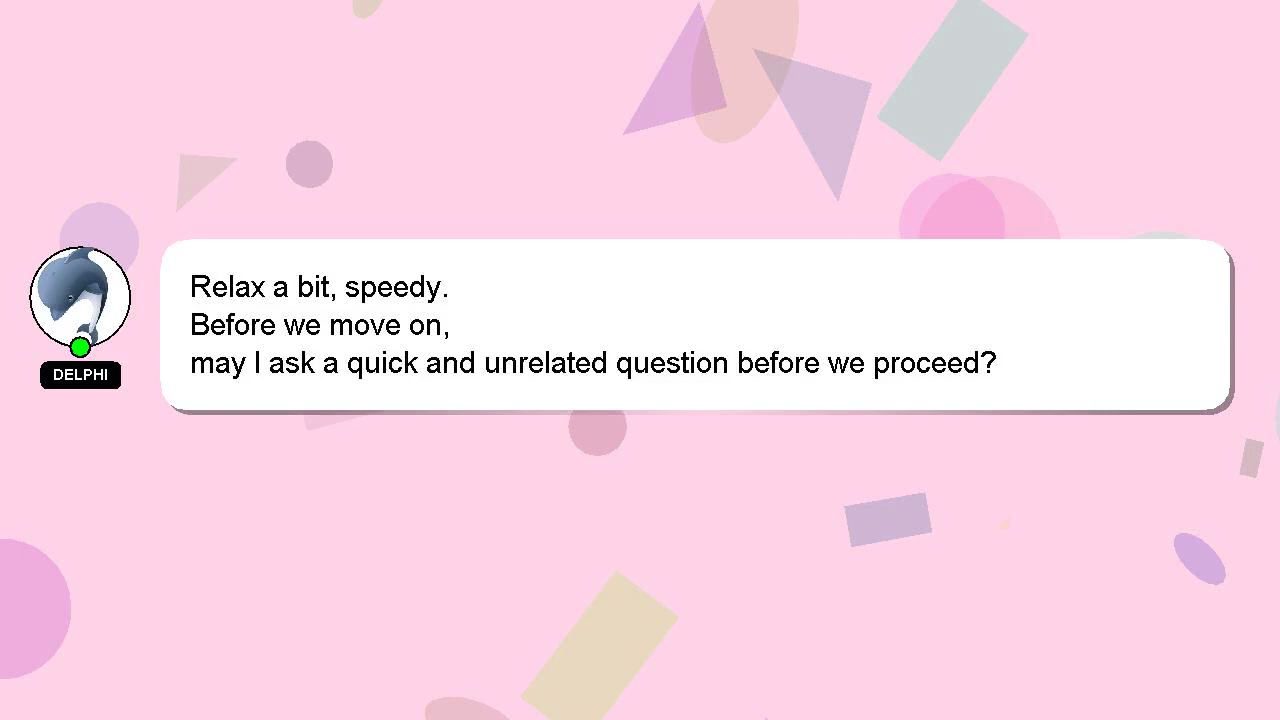 Relax a bit, speedy.
Before we move on,
may I ask a quick and unrelated question before we proceed?
DELPHI